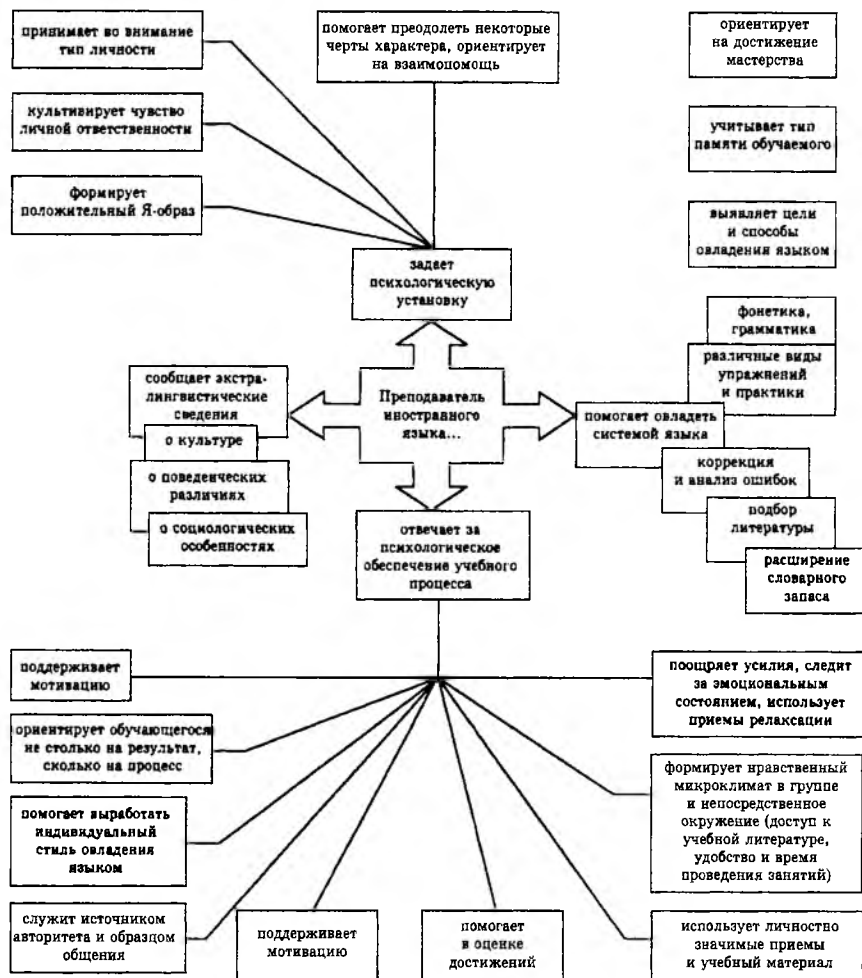 принимает во внимание
тип личности
помогает преодолеть некоторые
черты характера, ориентирует
на взаимопомощь
ориентирует
на достижение
мастерства
культивирует чувство
личной ответственности
учитывает тип
памяти обучаемого
формирует
положительный Я-образ
выявляет цели
и способы
овладения языком
задает
психологическую
установку
фонетика,
грамматика
различные виды
упражнений
и практики
сообщает экстра-
лингвистические
сведения
Преподаватель
иностранного
языка...
помогает овладеть
системой языка
о культуре
о поведенческих
различиях
о социологических
особенностях
коррекция
и анализ ошибок
подбор
литературы
расширение
словарного
запаса
отвечает за
психологическое
обеспечение учебного
процесса
поддерживает
мотивацию
поощряет усилия, следит
за эмоциональным
состоянием, использует
приемы релаксации
ориентирует обучающегося
не столько на результат,
сколько на процесс
формирует нравственный
микроклимат в группе
и непосредственное
окружение (доступ к
учебной литературе,
удобство и время
проведения занятий)
помогает выработать
индивидуальный
стиль овладения
языком
служит источником
авторитета и образцом
общения
поддерживает
мотивацию
помогает
в оценке
достижений
использует личностно
значимые приемы
и учебный материал